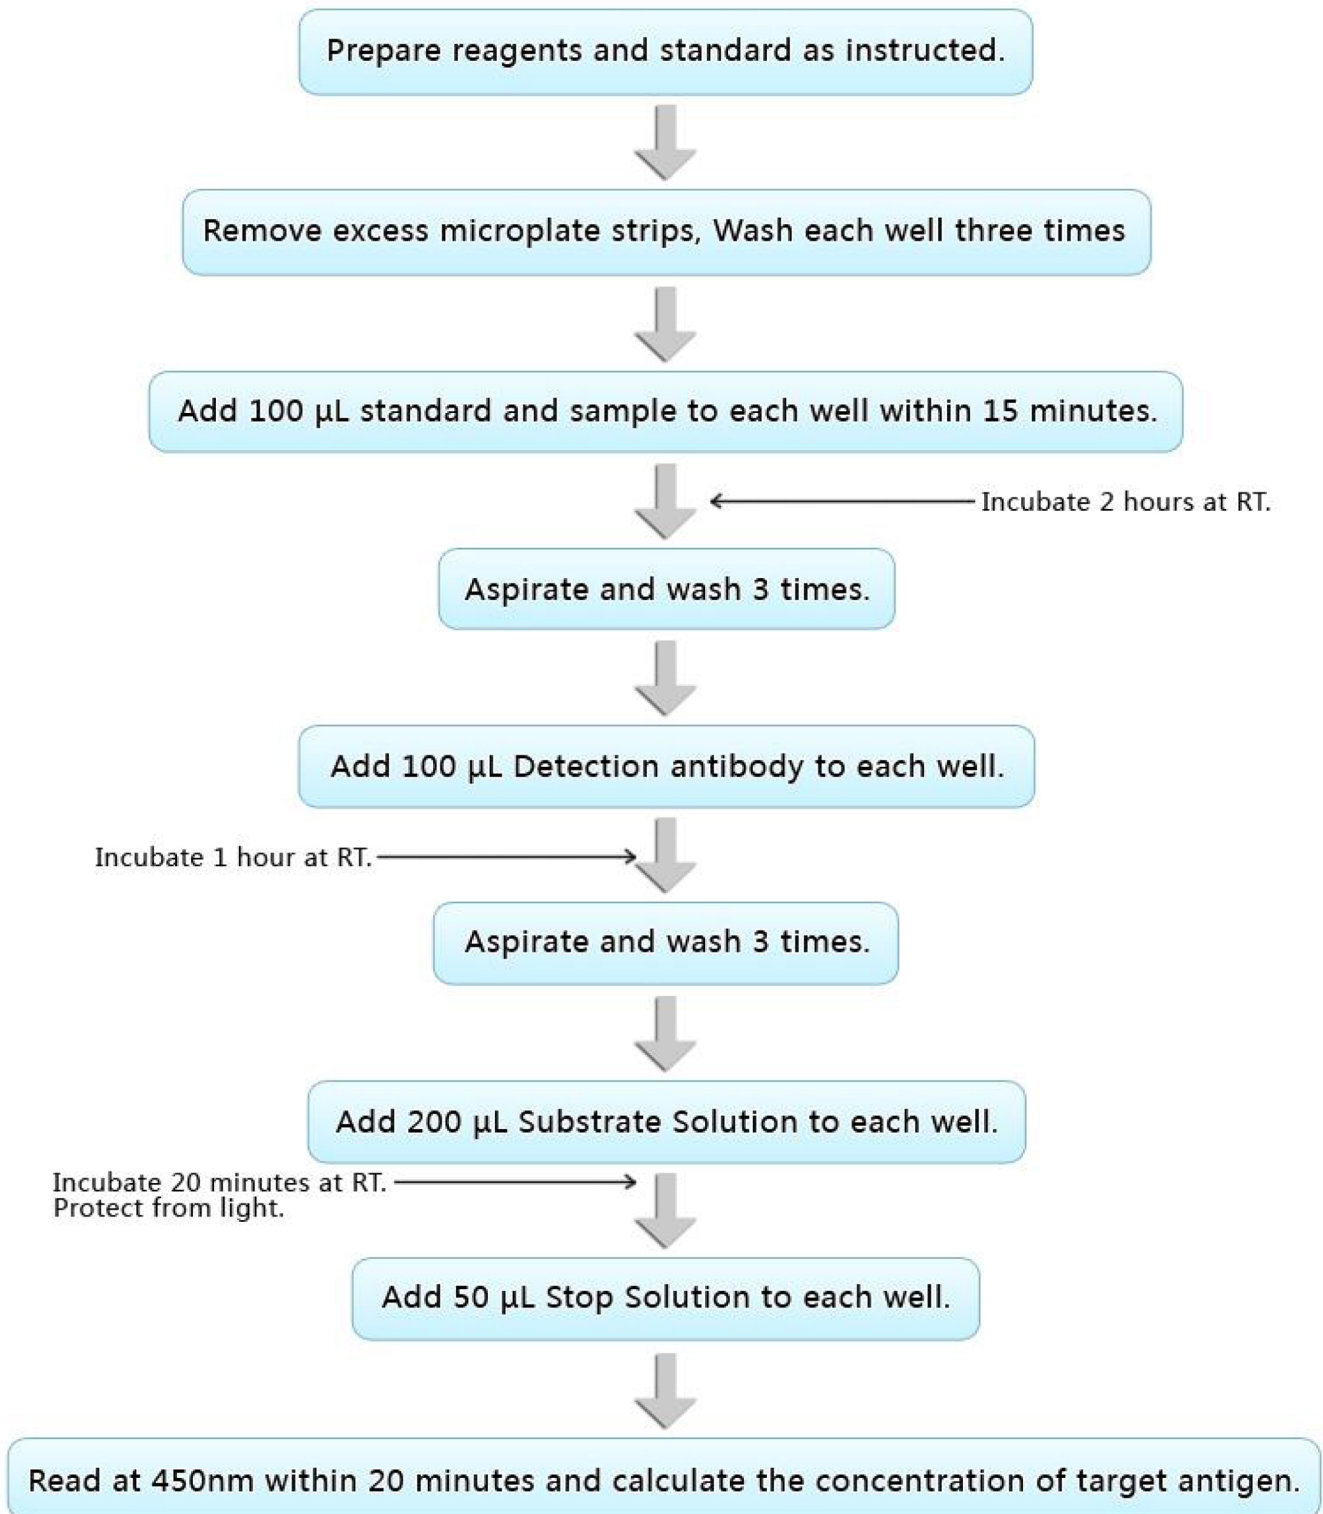 Prepare reagents and standard as instructed.
Remove excess microplate strips, Wash each well three times
Add 100 μL standard and sample to each well within 15 minutes.
Incubate 2 hours at RT.
Aspirate and wash 3 times.
Add 100 μL Detection antibody to each well.
Incubate 1 hour at RT.
Aspirate and wash 3 times.
Add 200 μL Substrate Solution to each well.
Incubate 20 minutes at RT.
Protect from light.
Add 50 μL Stop Solution to each well.
Read at 450nm within 20 minutes and calculate the concentration of target antigen.